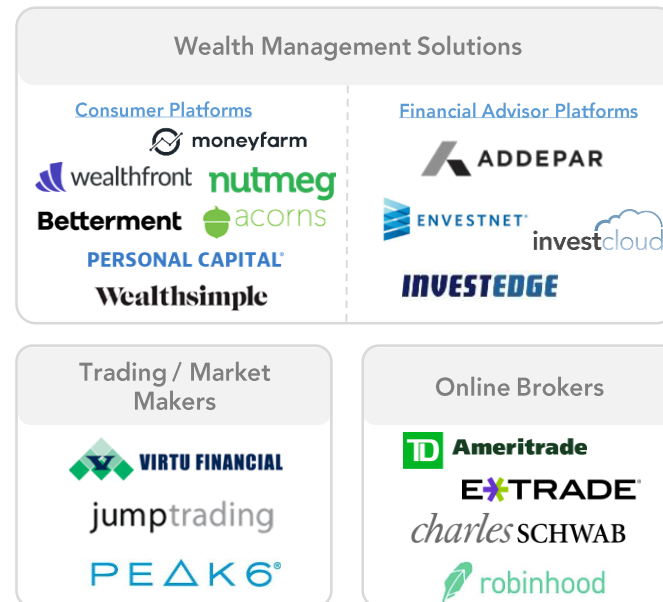 Wealth Management Solutions
Consumer Platforms
moneyfarm
wealthfront
nutmeg
Betterment
acorns
PERSONAL CAPITAL®
Wealthsimple
Financial Advisor Platforms
ADDEPAR
ENVESTNET®
investcloud
INVESTEDGE
Trading / Market
Makers
VIRTU FINANCIAL
jumptrading
PEAK6®
Online Brokers
TD Ameritrade
E*TRADE®
charles SCHWAB
robinhood